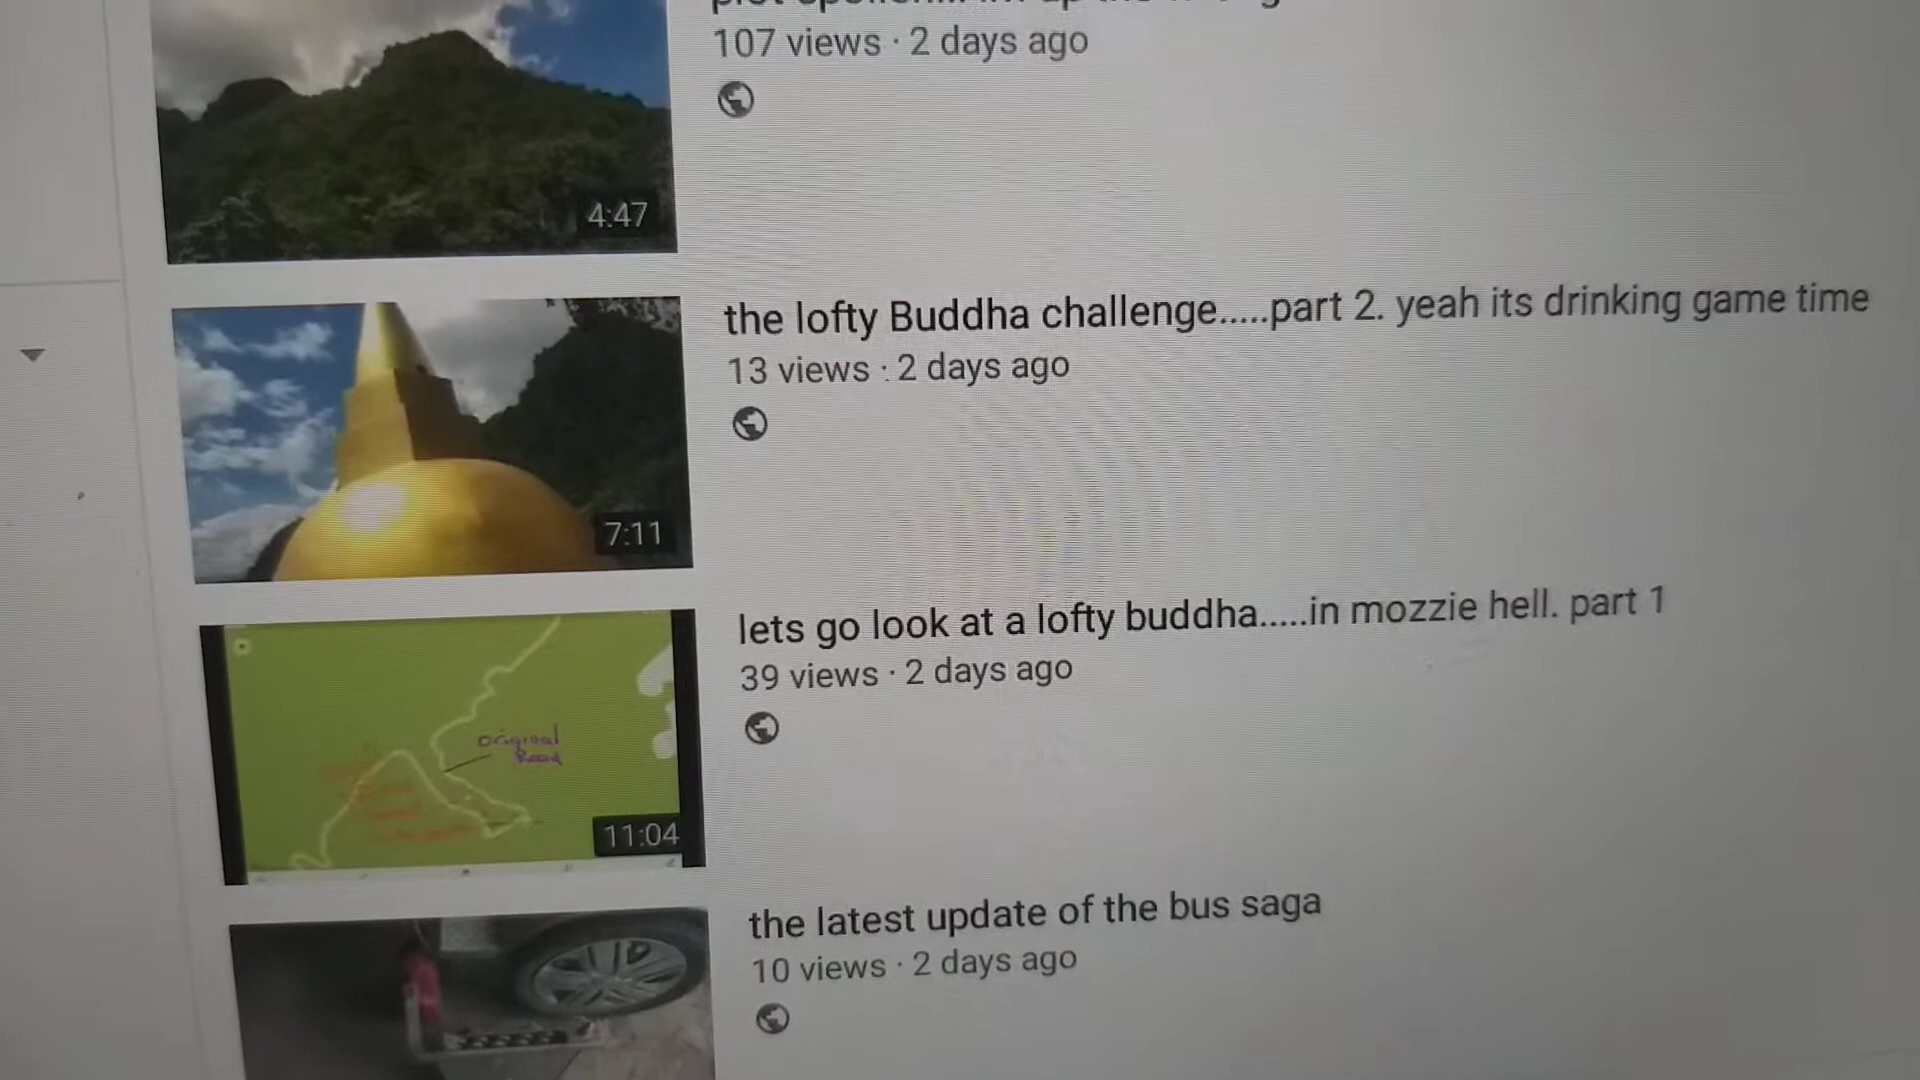 107 views · 2 days ago
4:47
the lofty Buddha challenge.....part 2. yeah its drinking game time
13 views · 2 days ago
7:11
lets go look at a lofty buddha.....in mozzie hell. part 1
39 views · 2 days ago
original
Road
11:04
the latest update of the bus saga
10 views · 2 days ago